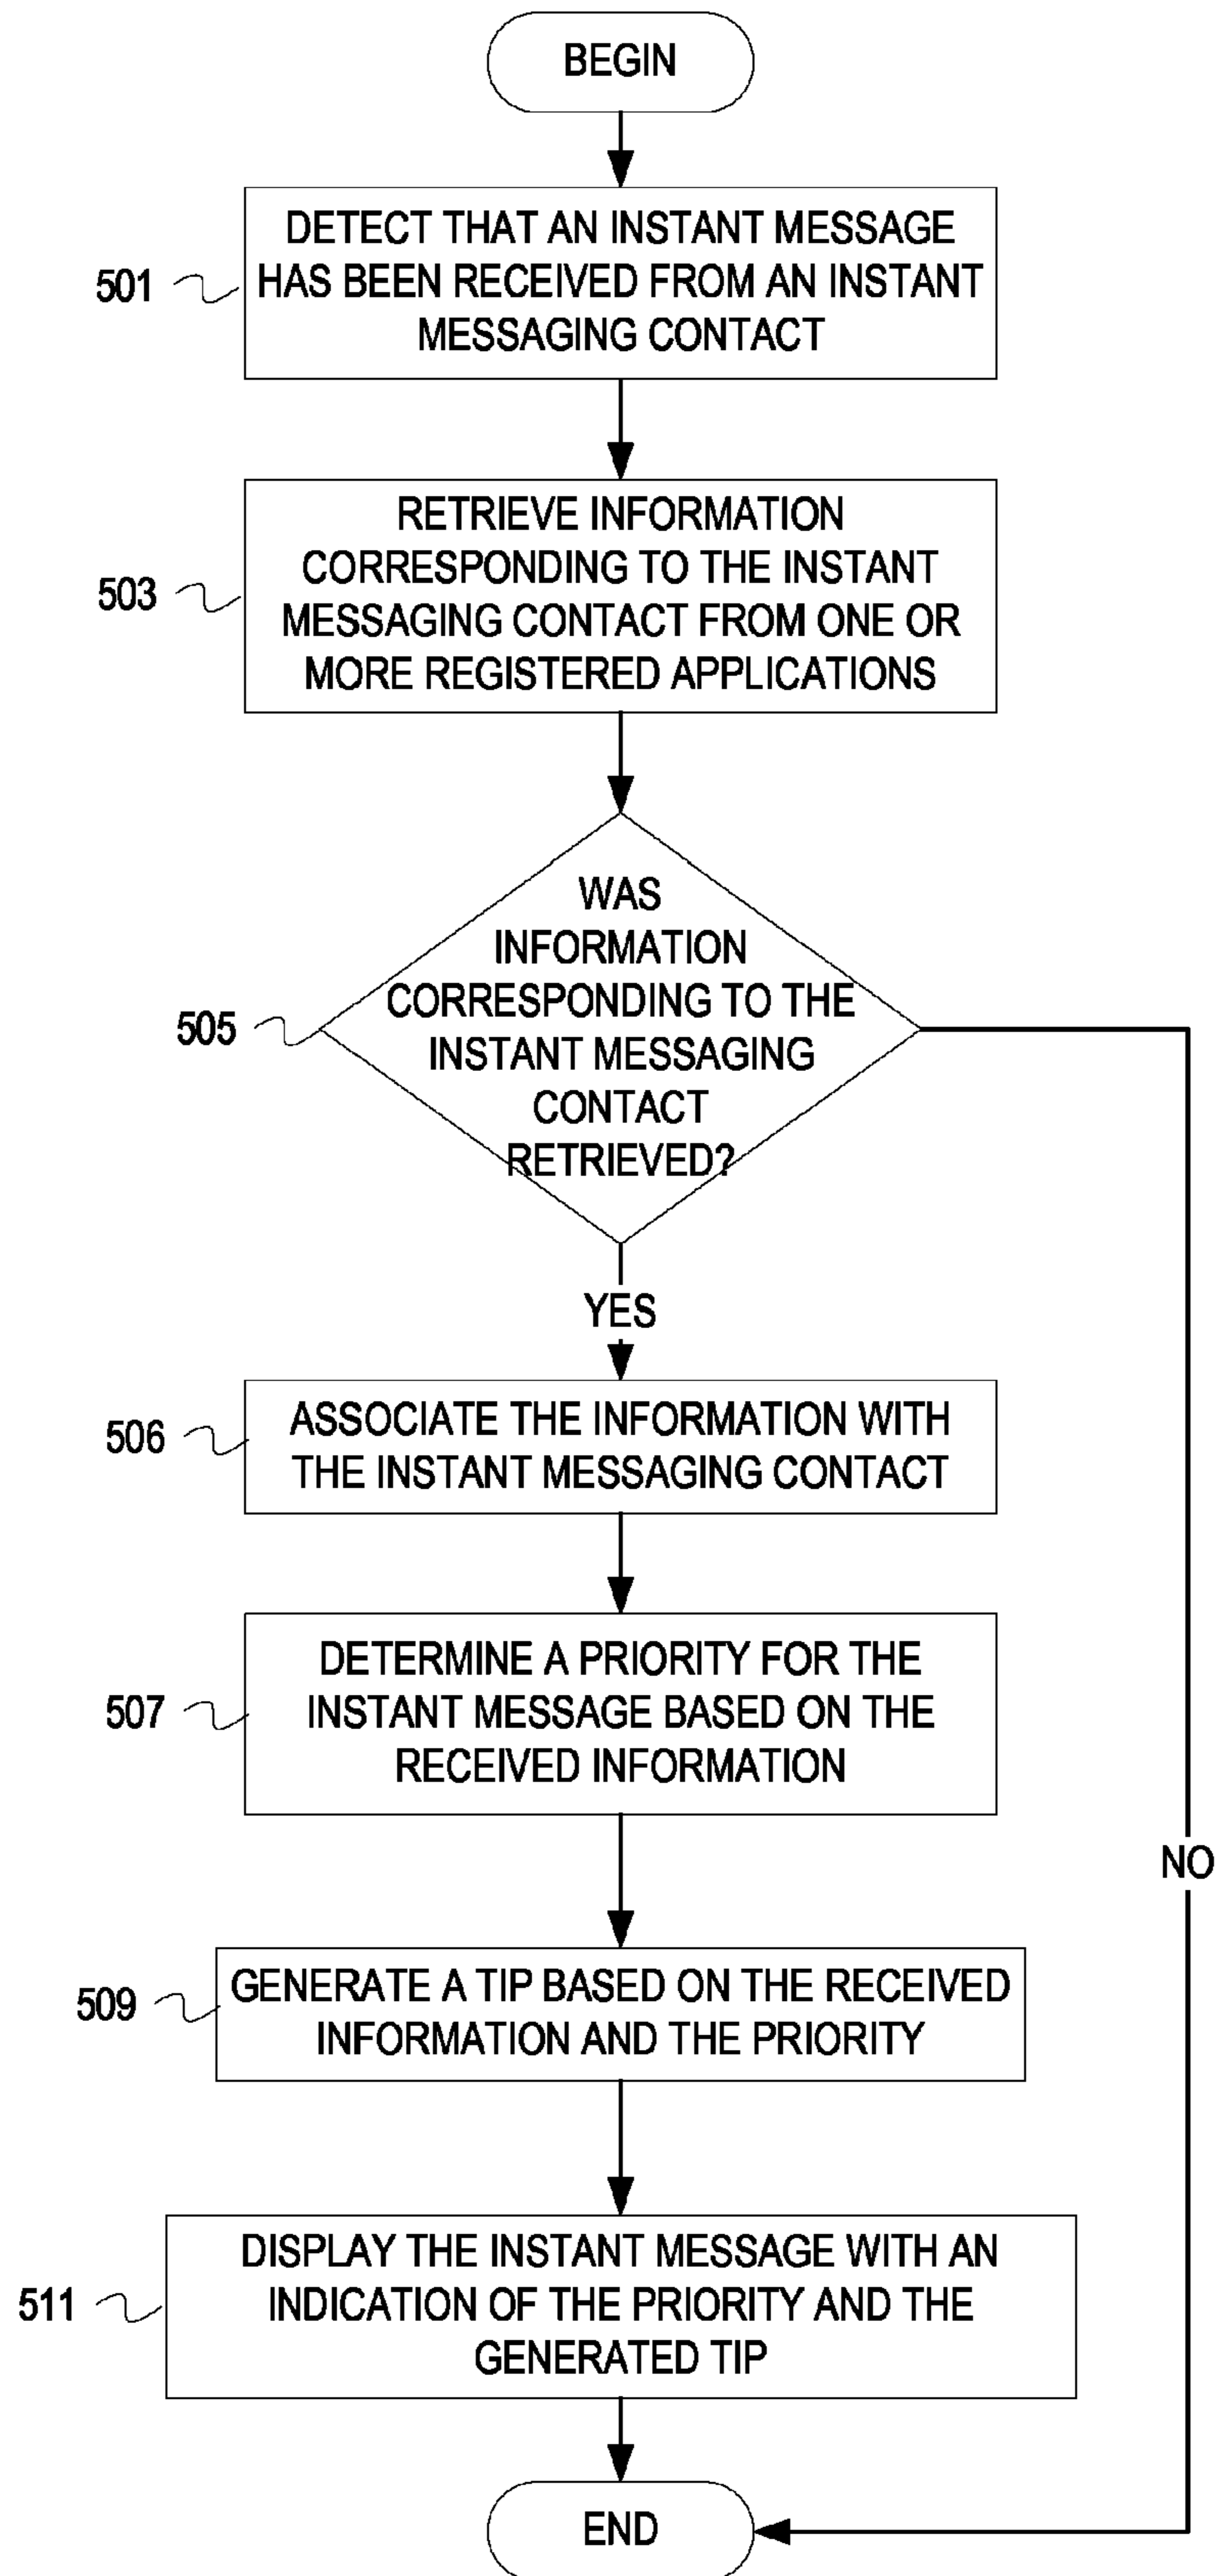 BEGIN
501
DETECT THAT AN INSTANT MESSAGE
HAS BEEN RECEIVED FROM AN INSTANT
MESSAGING CONTACT
503
RETRIEVE INFORMATION
CORRESPONDING TO THE INSTANT
MESSAGING CONTACT FROM ONE OR
MORE REGISTERED APPLICATIONS
505
WAS
INFORMATION
CORRESPONDING TO THE
INSTANT MESSAGING
CONTACT
RETRIEVED?
YES
506
ASSOCIATE THE INFORMATION WITH
THE INSTANT MESSAGING CONTACT
507
DETERMINE A PRIORITY FOR THE
INSTANT MESSAGE BASED ON THE
RECEIVED INFORMATION
NO
509
GENERATE A TIP BASED ON THE RECEIVED
INFORMATION AND THE PRIORITY
511
DISPLAY THE INSTANT MESSAGE WITH AN
INDICATION OF THE PRIORITY AND THE
GENERATED TIP
END